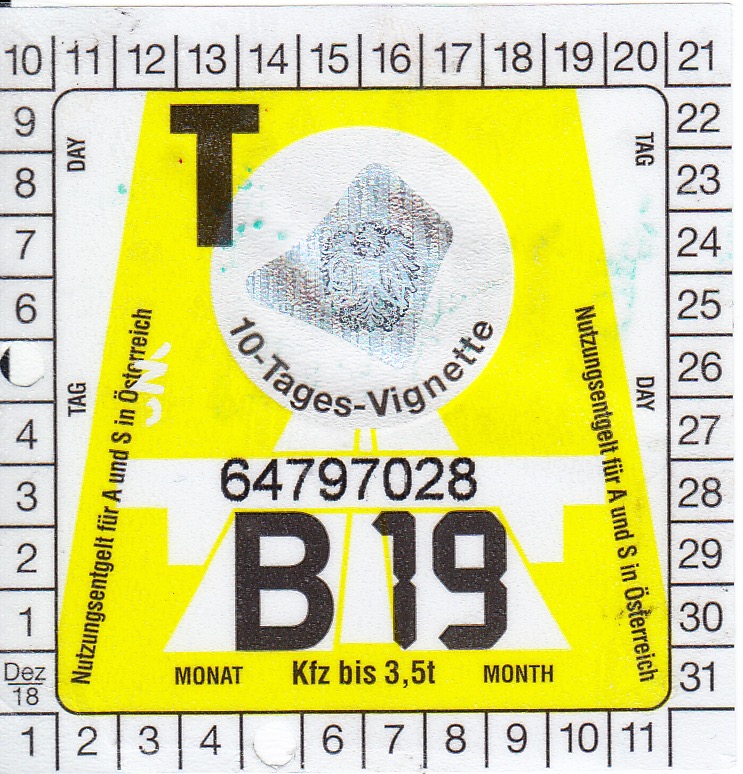 10 11 12 13 14 15 16 17 18 19 20 21
9
8
7
6
4
3
2
1
Dez
18
22
23
24
25
26
27
28
29
30
31
DAY
TAG
TAG
DAY
T
10-Tages-Vignette
Nutzungsentgelt für A und S in Österreich
Nutzungsentgelt für A und S in Österreich
64797028
B 19
MONAT Kfz bis 3,5t MONTH
1 2 3 4 6 7 8 9 10 11